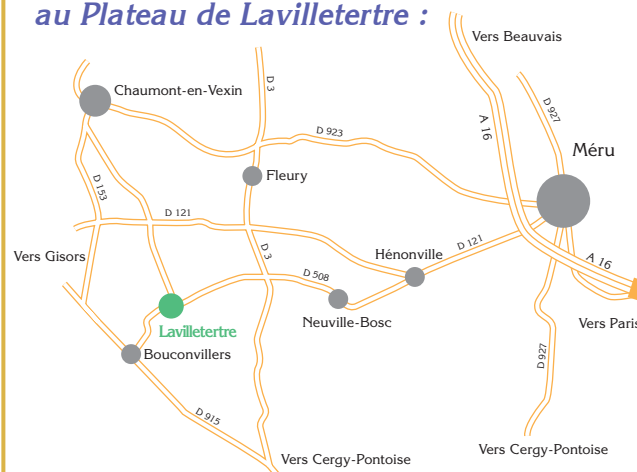 au Plateau de Lavilletertre :
Vers Beauvais
D 3
Chaumont-en-Vexin
D 927
A 16
D 923
Méru
Fleury
D 153
D 121
D 121
Vers Gisors
D 3
Hénonville
A 16
D 508
Neuville-Bosc
Vers Paris
Lavilletertre
Bouconvillers
D 927
D 915
Vers Cergy-Pontoise
Vers Cergy-Pontoise